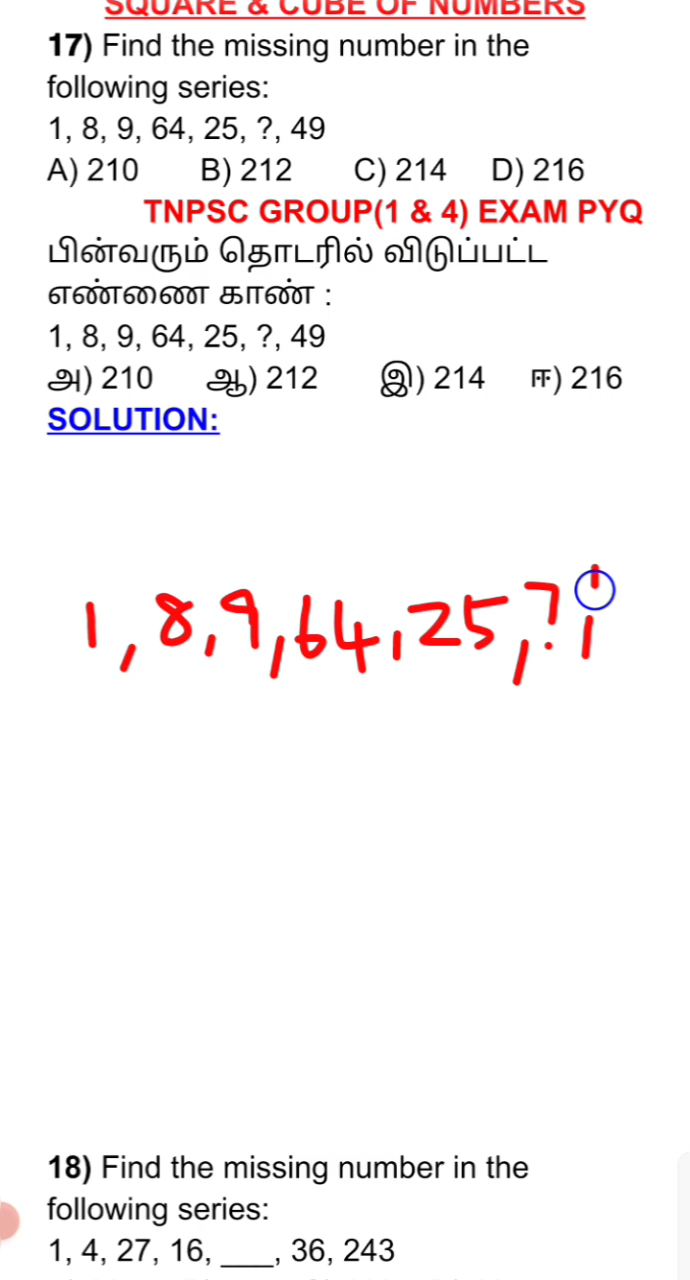 SQUARE & CUBE OF NUMBERS
17) Find the missing number in the
following series:
1, 8, 9, 64, 25, ?, 49
A) 210 B) 212 C) 214 D) 216
TNPSC GROUP(1 & 4) EXAM PYQ
பின்வரும் தொடரில் விடுப்பட்ட
எண்ணை காண் :
1, 8, 9, 64, 25, ?, 49
அ) 210 ஆ) 212 இ) 214 ஈ) 216
SOLUTION:
1, 8, 9, 64, 25, ?,
18) Find the missing number in the
following series:
1, 4, 27, 16, ___, 36, 243